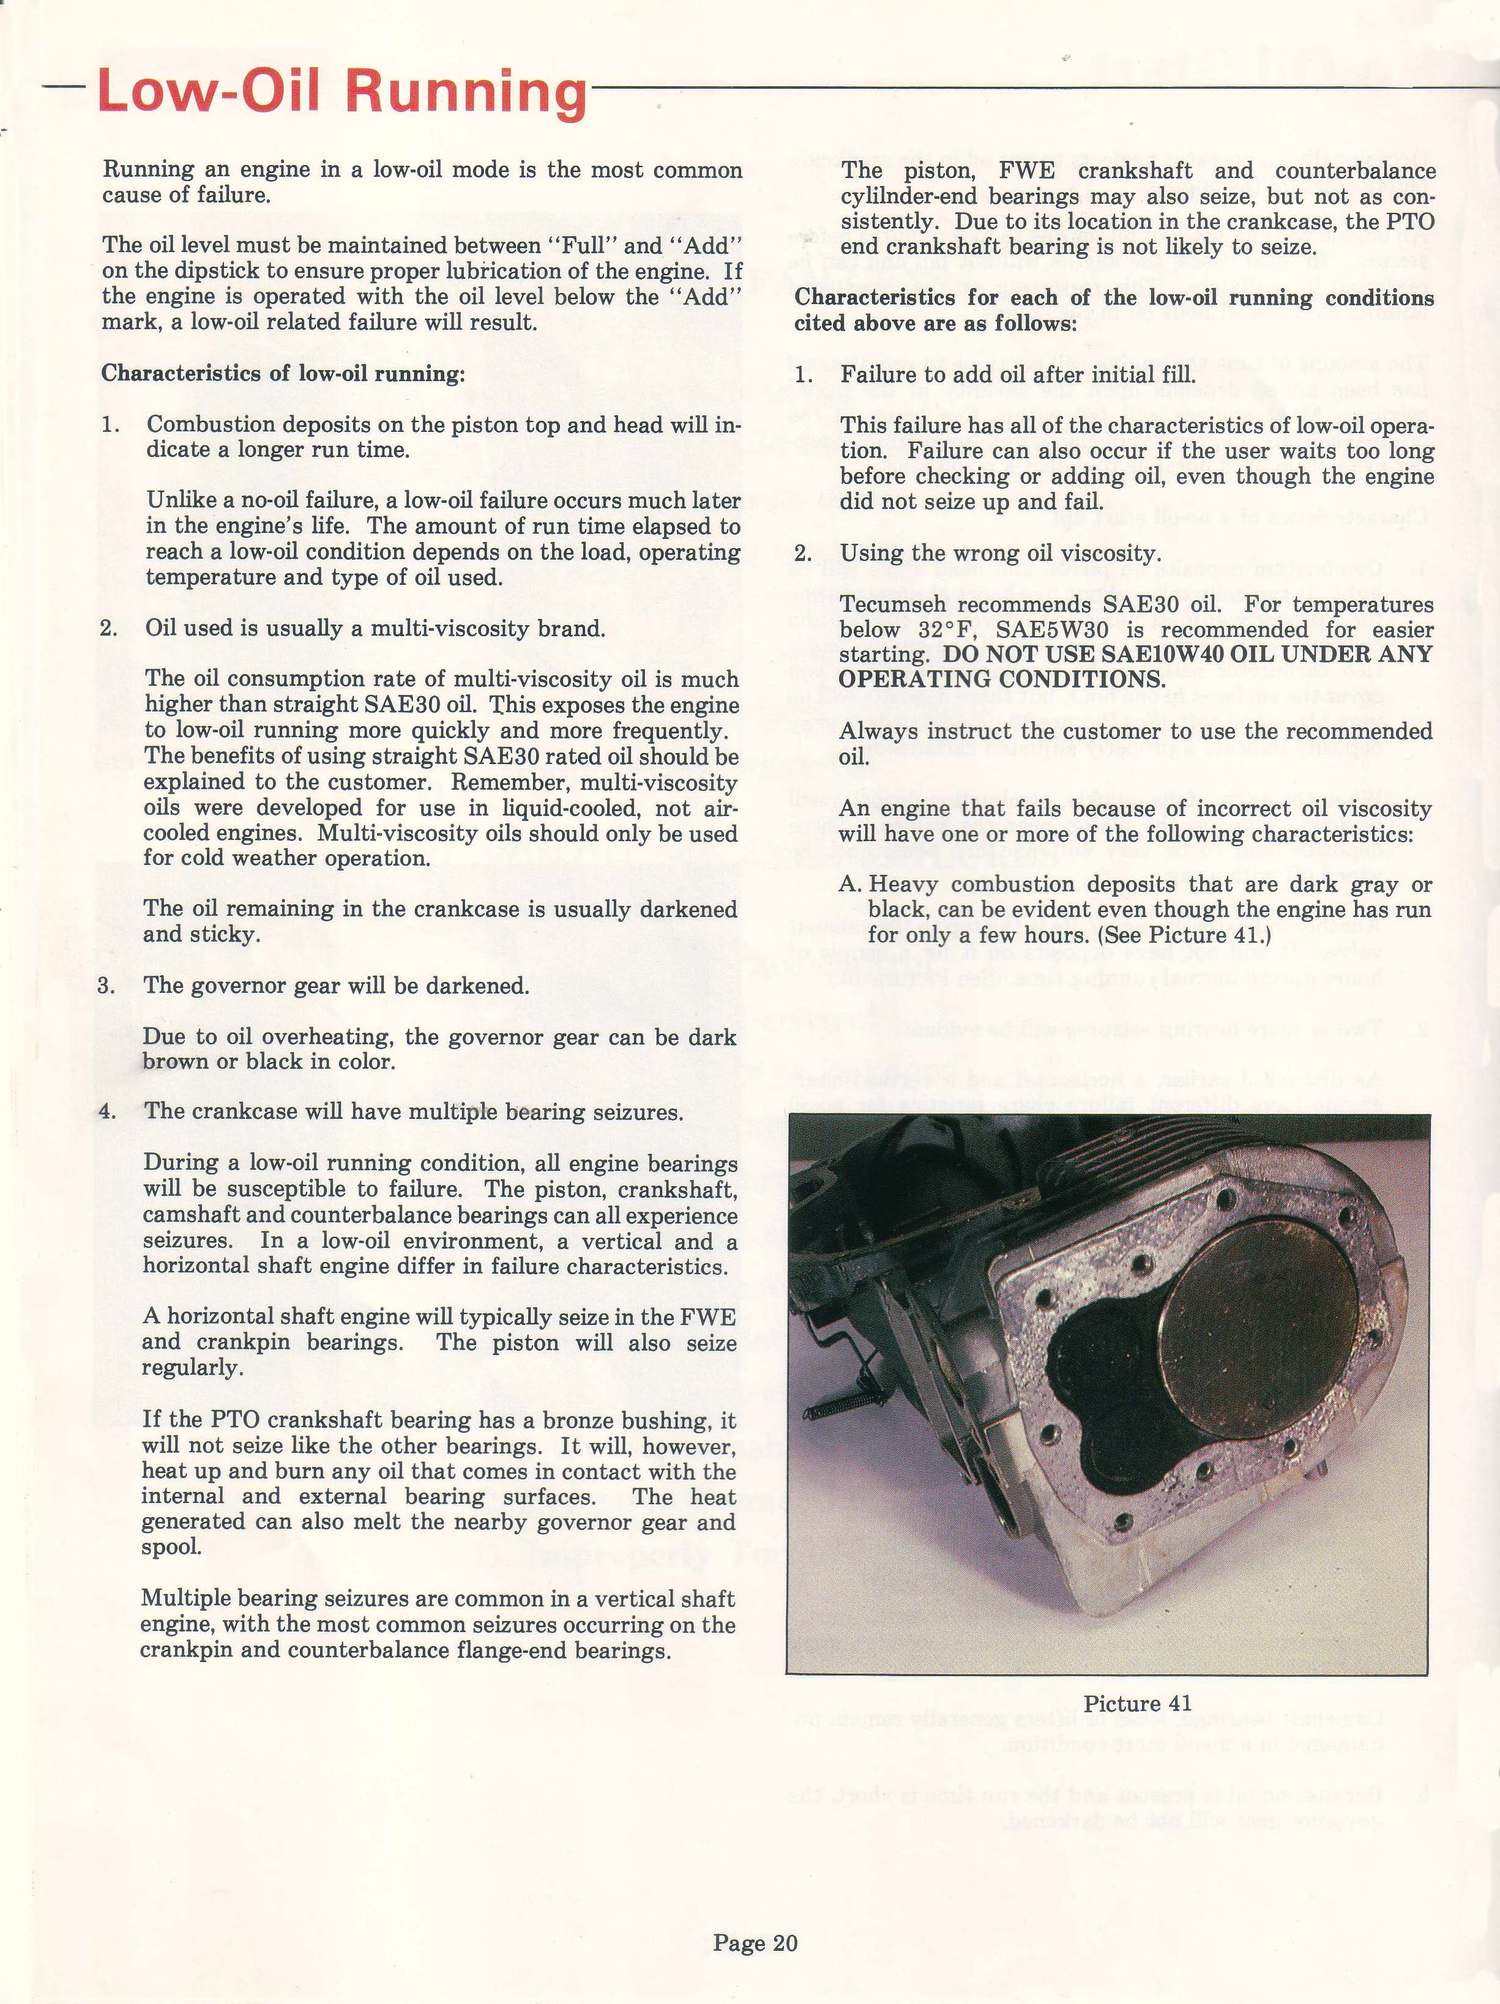 Low-Oil Running
Running an engine in a low-oil mode is the most common
cause of failure.
The oil level must be maintained between “Full” and “Add”
on the dipstick to ensure proper lubrication of the engine. If
the engine is operated with the oil level below the “Add”
mark, a low-oil related failure will result.
Characteristics of low-oil running:
1. Combustion deposits on the piston top and head will in-
dicate a longer run time.
Unlike a no-oil failure, a low-oil failure occurs much later
in the engine’s life. The amount of run time elapsed to
reach a low-oil condition depends on the load, operating
temperature and type of oil used.
2. Oil used is usually a multi-viscosity brand.
The oil consumption rate of multi-viscosity oil is much
higher than straight SAE30 oil. This exposes the engine
to low-oil running more quickly and more frequently.
The benefits of using straight SAE30 rated oil should be
explained to the customer. Remember, multi-viscosity
oils were developed for use in liquid-cooled, not air-
cooled engines. Multi-viscosity oils should only be used
for cold weather operation.
The oil remaining in the crankcase is usually darkened
and sticky.
3. The governor gear will be darkened.
Due to oil overheating, the governor gear can be dark
brown or black in color.
4. The crankcase will have multiple bearing seizures.
During a low-oil running condition, all engine bearings
will be susceptible to failure. The piston, crankshaft,
camshaft and counterbalance bearings can all experience
seizures. In a low-oil environment, a vertical and a
horizontal shaft engine differ in failure characteristics.
A horizontal shaft engine will typically seize in the FWE
and crankpin bearings. The piston will also seize
regularly.
If the PTO crankshaft bearing has a bronze bushing, it
will not seize like the other bearings. It will, however,
heat up and burn any oil that comes in contact with the
internal and external bearing surfaces. The heat
generated can also melt the nearby governor gear and
spool.
Multiple bearing seizures are common in a vertical shaft
engine, with the most common seizures occurring on the
crankpin and counterbalance flange-end bearings.
The piston, FWE crankshaft and counterbalance
cylilnder-end bearings may also seize, but not as con-
sistently. Due to its location in the crankcase, the PTO
end crankshaft bearing is not likely to seize.
Characteristics for each of the low-oil running conditions
cited above are as follows:
1. Failure to add oil after initial fill.
This failure has all of the characteristics of low-oil opera-
tion. Failure can also occur if the user waits too long
before checking or adding oil, even though the engine
did not seize up and fail.
2. Using the wrong oil viscosity.
Tecumseh recommends SAE30 oil. For temperatures
below 32°F, SAE5W30 is recommended for easier
starting. DO NOT USE SAE10W40 OIL UNDER ANY
OPERATING CONDITIONS.
Always instruct the customer to use the recommended
oil.
An engine that fails because of incorrect oil viscosity
will have one or more of the following characteristics:
A. Heavy combustion deposits that are dark gray or
black, can be evident even though the engine has run
for only a few hours. (See Picture 41.)
Picture 41
Page 20